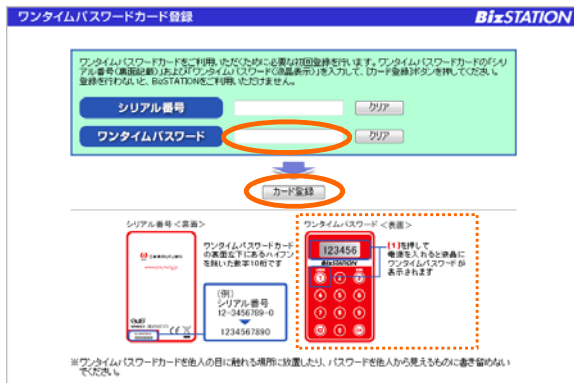 ワンタイムパスワードカード登録
BizSTATION
ワンタイムパスワードカードをご利用いただくために必要な初回登録を行います。ワンタイムパスワードカードの「シリ
アル番号(裏面記載)」および「ワンタイムパスワード(液晶表示)」を入力して、[カード登録]ボタンを押してください。
登録を行わないと、BizSTATIONをご利用いただけません。
シリアル番号
クリア
ワンタイムパスワード
クリア
カード登録
シリアル番号<裏面>
ワンタイムパスワードカード
の裏面左下にあるハイフン
を除いた数字10桁です
(例)
シリアル番号
12-3456789-0
1234567890
ワンタイムパスワード<表面>
123456
BizSTATION
[1]を押して
電源を入れると液晶に
ワンタイムパスワードが
表示されます
※ワンタイムパスワードカードを他人の目に触れる場所に放置したり、パスワードを他人から見えるものに書き留めない
でください。